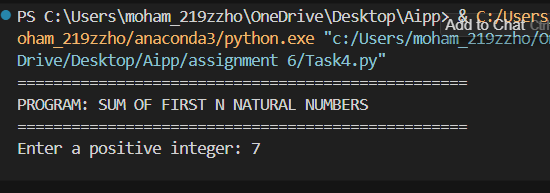 PS C:\Users\moham_219zzho\OneDrive\Desktop\Aipp> & C:/Users
oham_219zzho/anaconda3/python.exe "c:/Users/moham_219zzho/O
Add to Chat
Drive/Desktop/Aipp/assignment 6/Task4.py"
==================================================
PROGRAM: SUM OF FIRST N NATURAL NUMBERS
==================================================
Enter a positive integer: 7